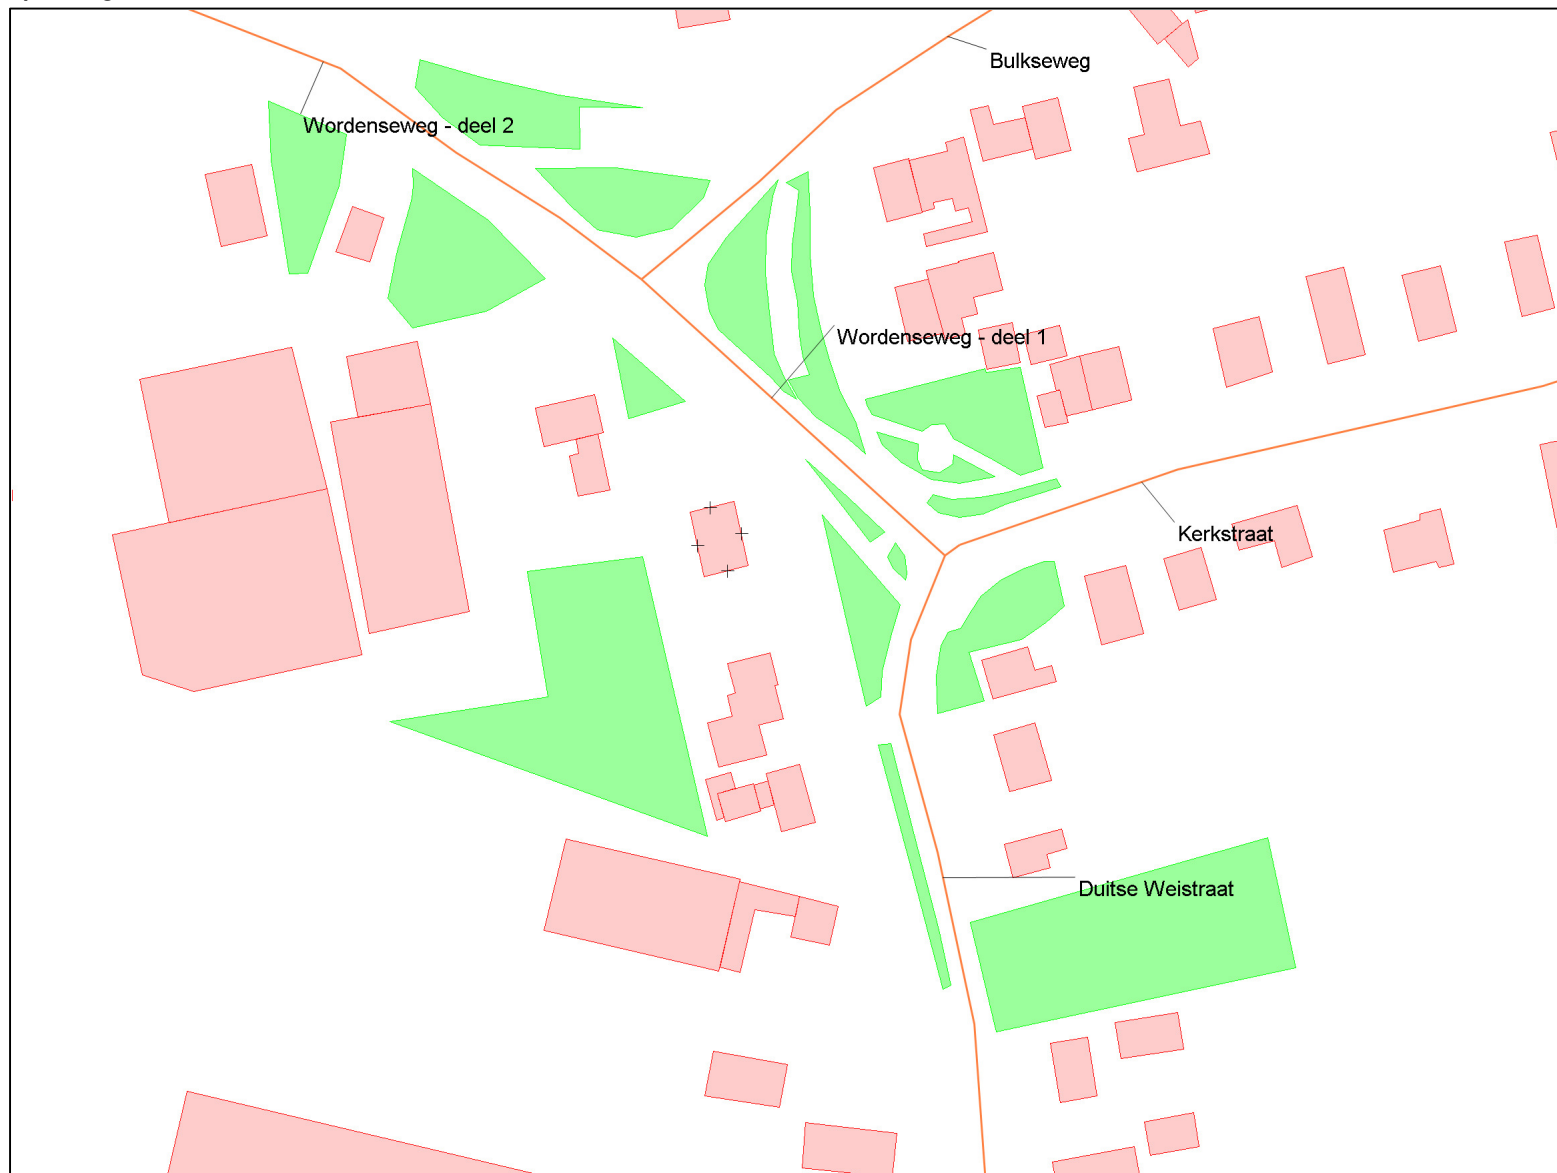 Bulkseweg
Wordenseweg - deel 2
Wordenseweg - deel 1
Kerkstraat
Duitse Weistraat